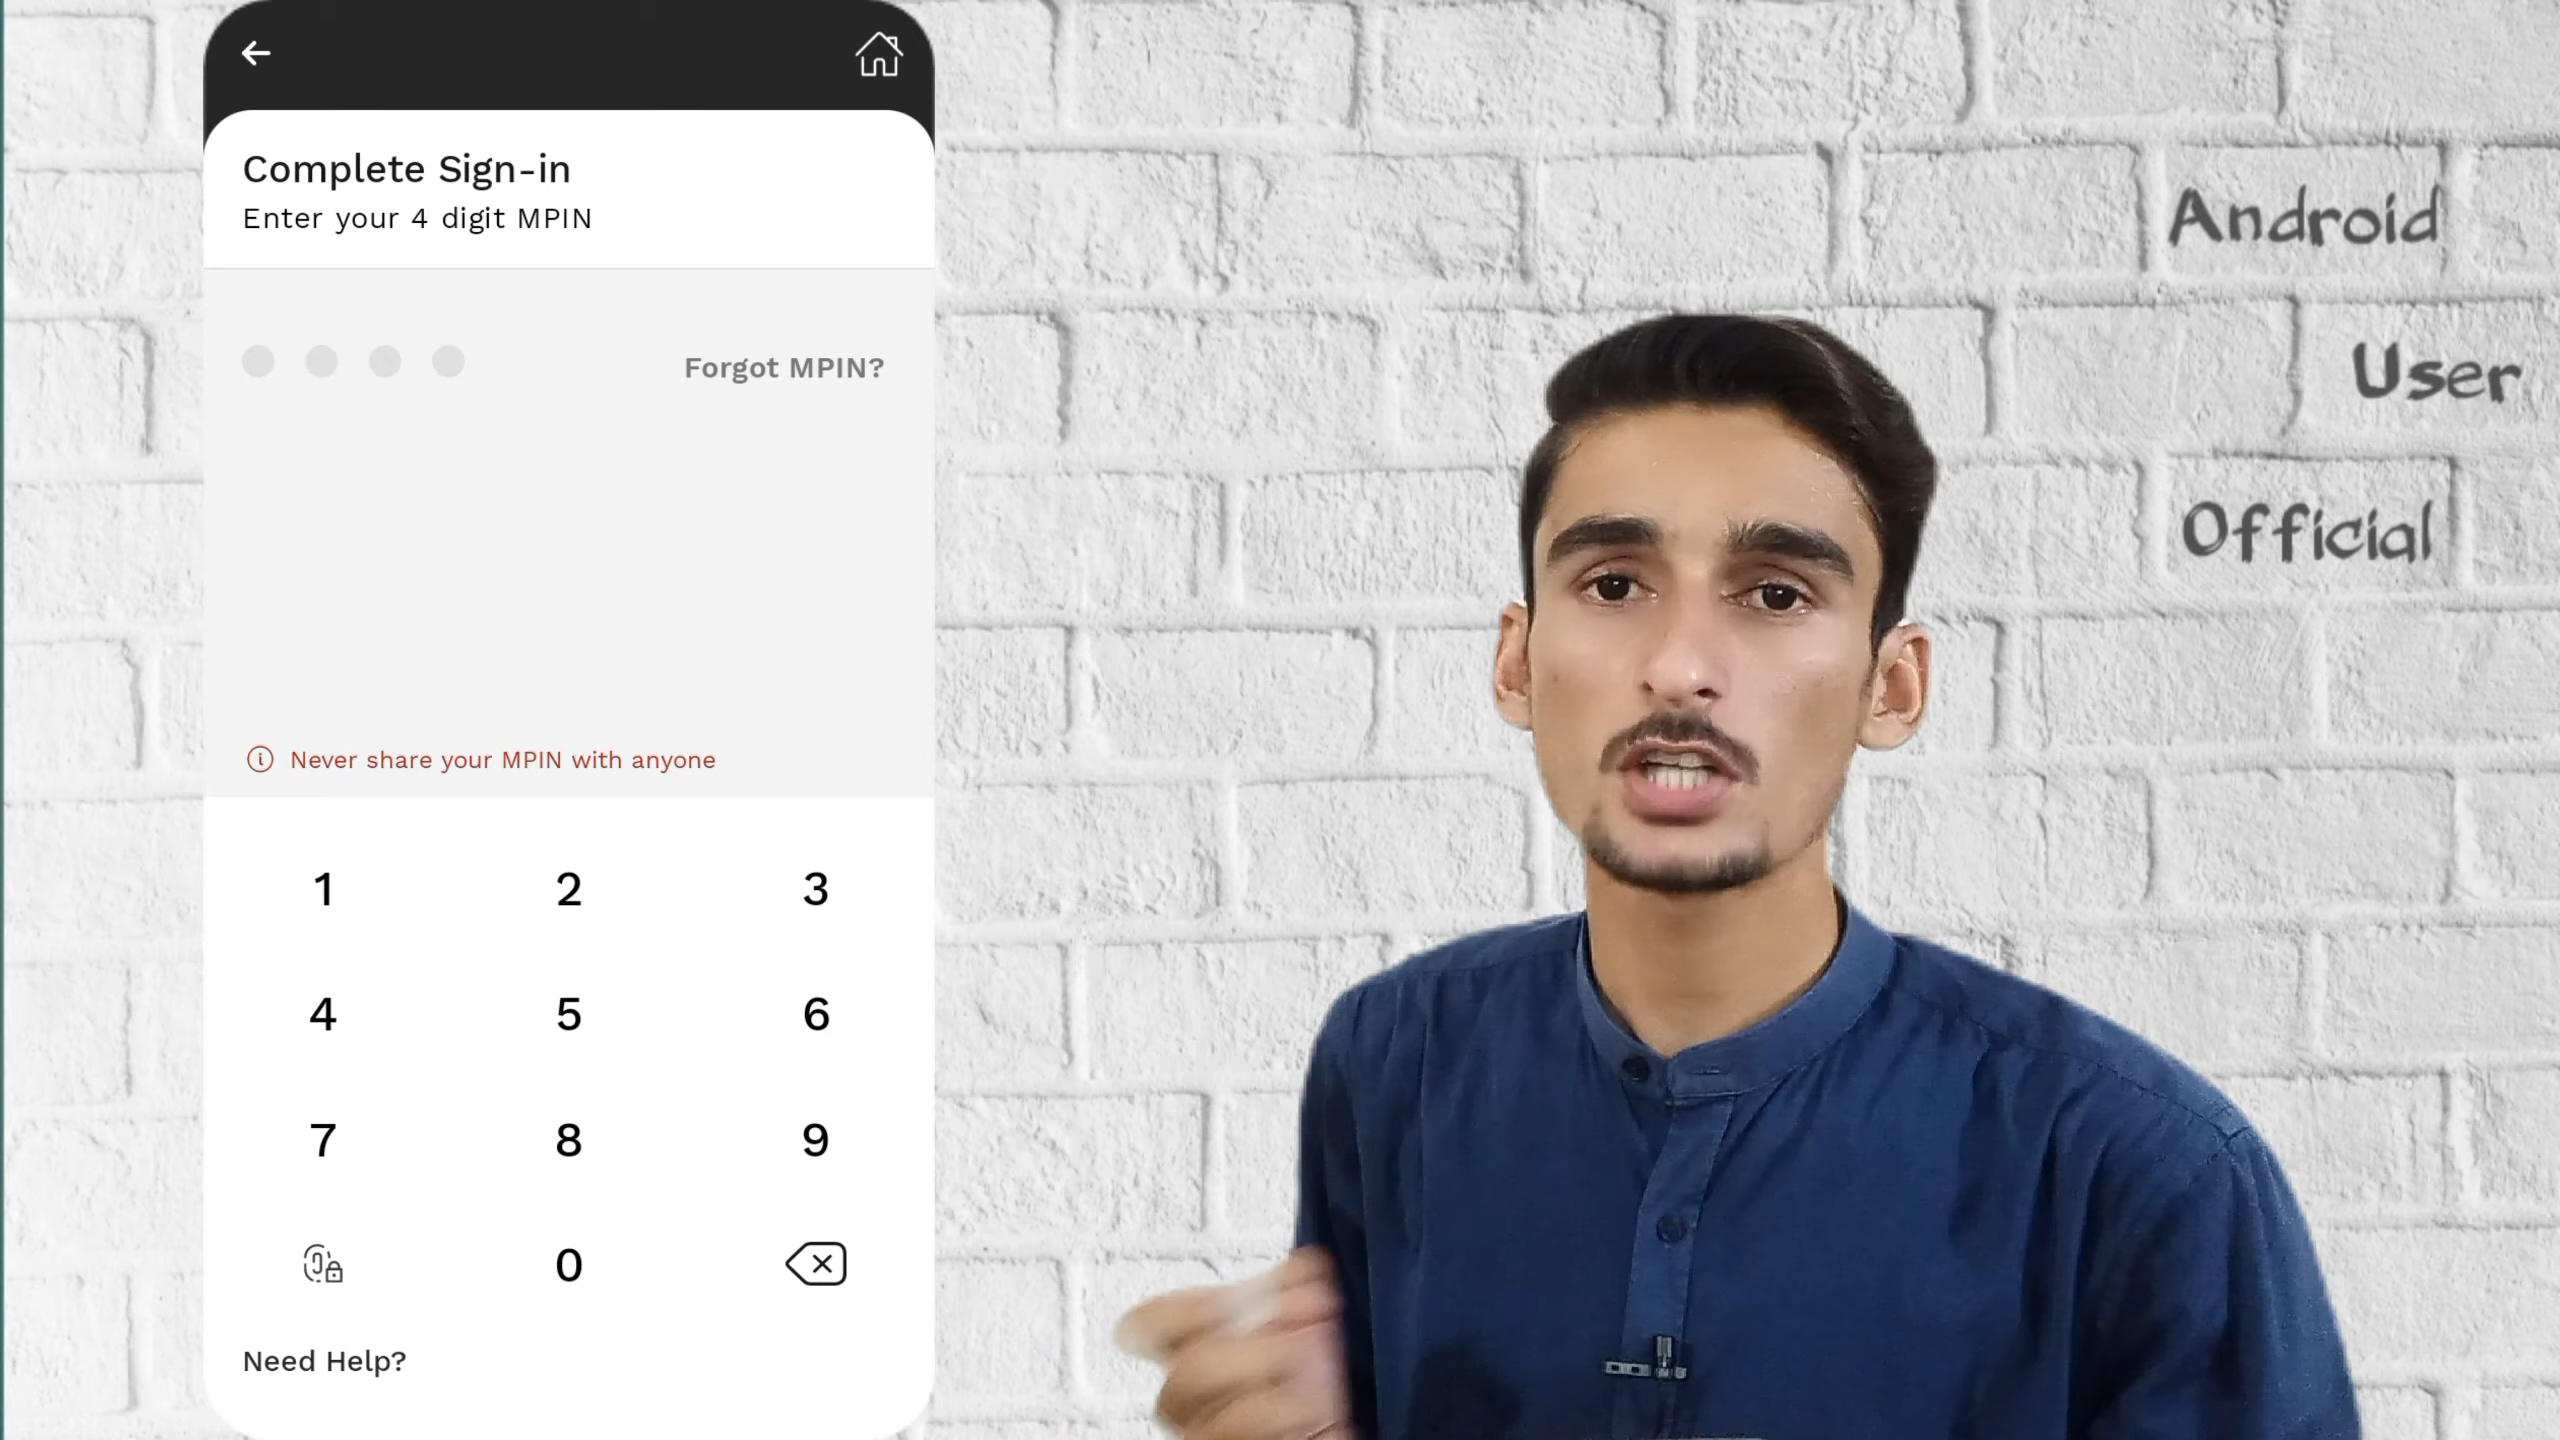 Complete Sign-in
Enter your 4 digit MPIN
Forgot MPIN?
Never share your MPIN with anyone
1 2 3
4 5 6
7 8 9
0
Need Help?
Android
User
Official